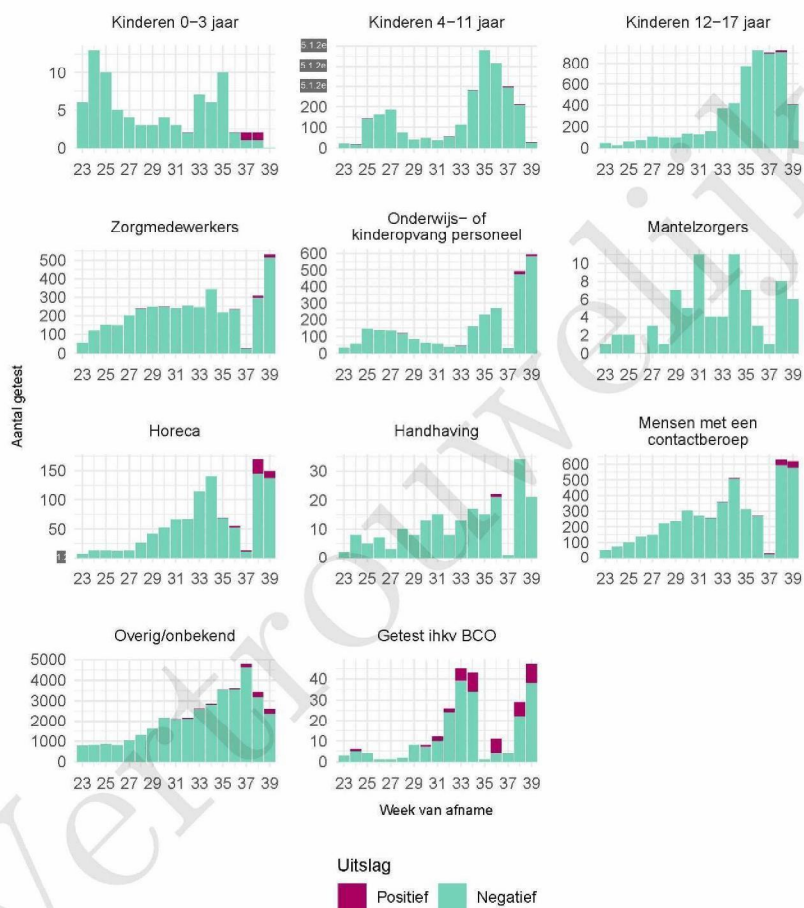 Kinderen 0−3 jaar
Kinderen 4−11 jaar
Kinderen 12−17 jaar
10
5
0
23 25 27 29 31 33 35 37 39
5.1.2e
5.1.2e
5.1.2e
200
100
0
23 25 27 29 31 33 35 37 39
800
600
400
200
0
23 25 27 29 31 33 35 37 39
Zorgmedewerkers
Onderwijs− of
kinderopvang personeel
Mantelzorgers
500
400
300
200
100
0
23 25 27 29 31 33 35 37 39
600
500
400
300
200
100
0
23 25 27 29 31 33 35 37 39
10
8
6
4
2
0
23 25 27 29 31 33 35 37 39
Aantal getest
Horeca
Handhaving
Mensen met een
contactberoep
150
100
50
1.2
23 25 27 29 31 33 35 37 39
30
20
10
0
23 25 27 29 31 33 35 37 39
600
500
400
300
200
100
0
23 25 27 29 31 33 35 37 39
Overig/onbekend
Getest ihkv BCO
5000
4000
3000
2000
1000
0
23 25 27 29 31 33 35 37 39
40
30
20
10
0
23 25 27 29 31 33 35 37 39
Week van afname
Uitslag
Positief
Negatief
Vertrouwelijk